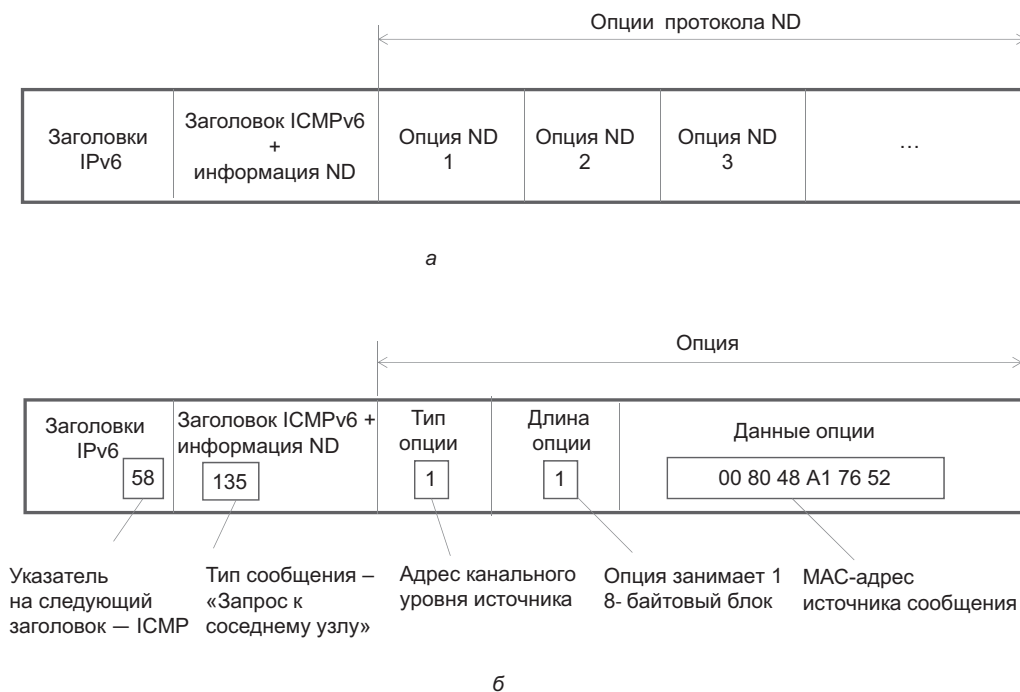 Опции протокола ND
Заголовки
IPv6
Заголовок ICMPv6
+
информация ND
Опция ND
1
Опция ND
2
Опция ND
3
...
а
Опция
Заголовки
IPv6
58
Заголовок ICMPv6 +
информация ND
135
Тип
опции
1
Длина
опции
1
Данные опции
00 80 48 A1 76 52
Указатель
на следующий
заголовок — ICMP
Тип сообщения –
«Запрос к
соседнему узлу»
Адрес канального
уровня источника
Опция занимает 1
8- байтовый блок
MAC-адрес
источника сообщения
б